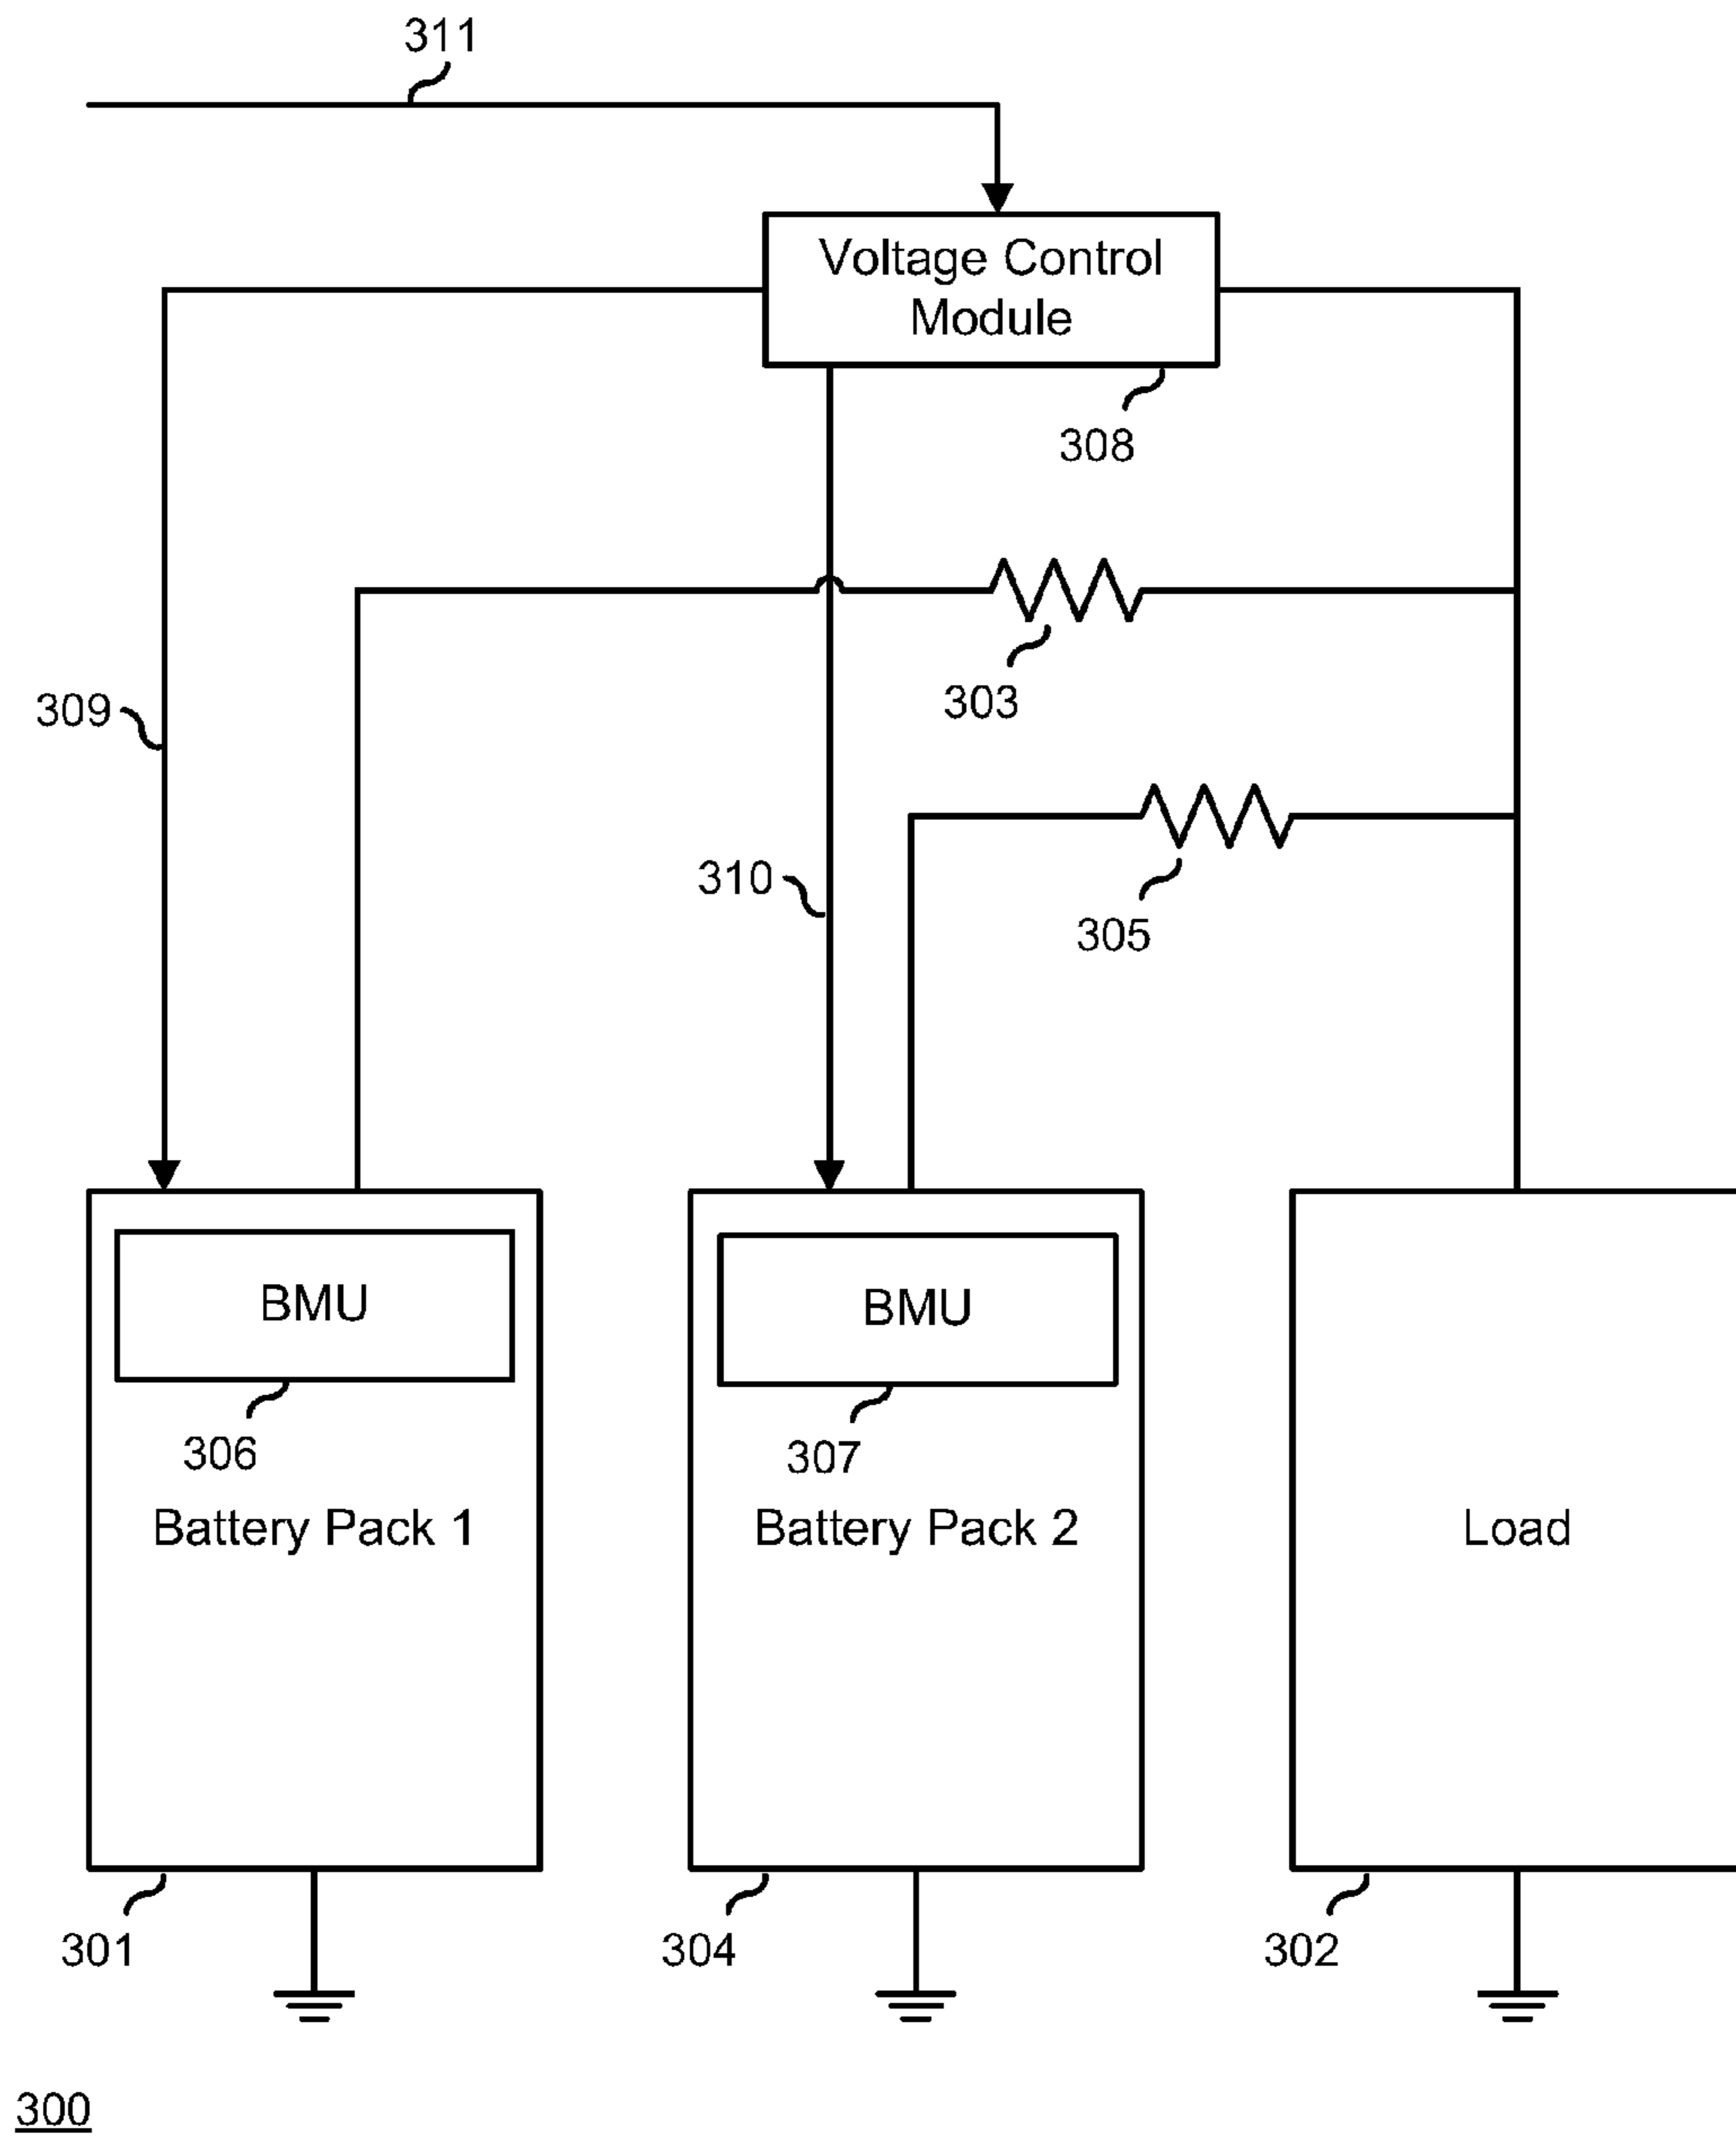 311
Voltage Control
Module
308
303
309
310
305
BMU
BMU
306
307
Battery Pack 1
Battery Pack 2
Load
301
304
302
300